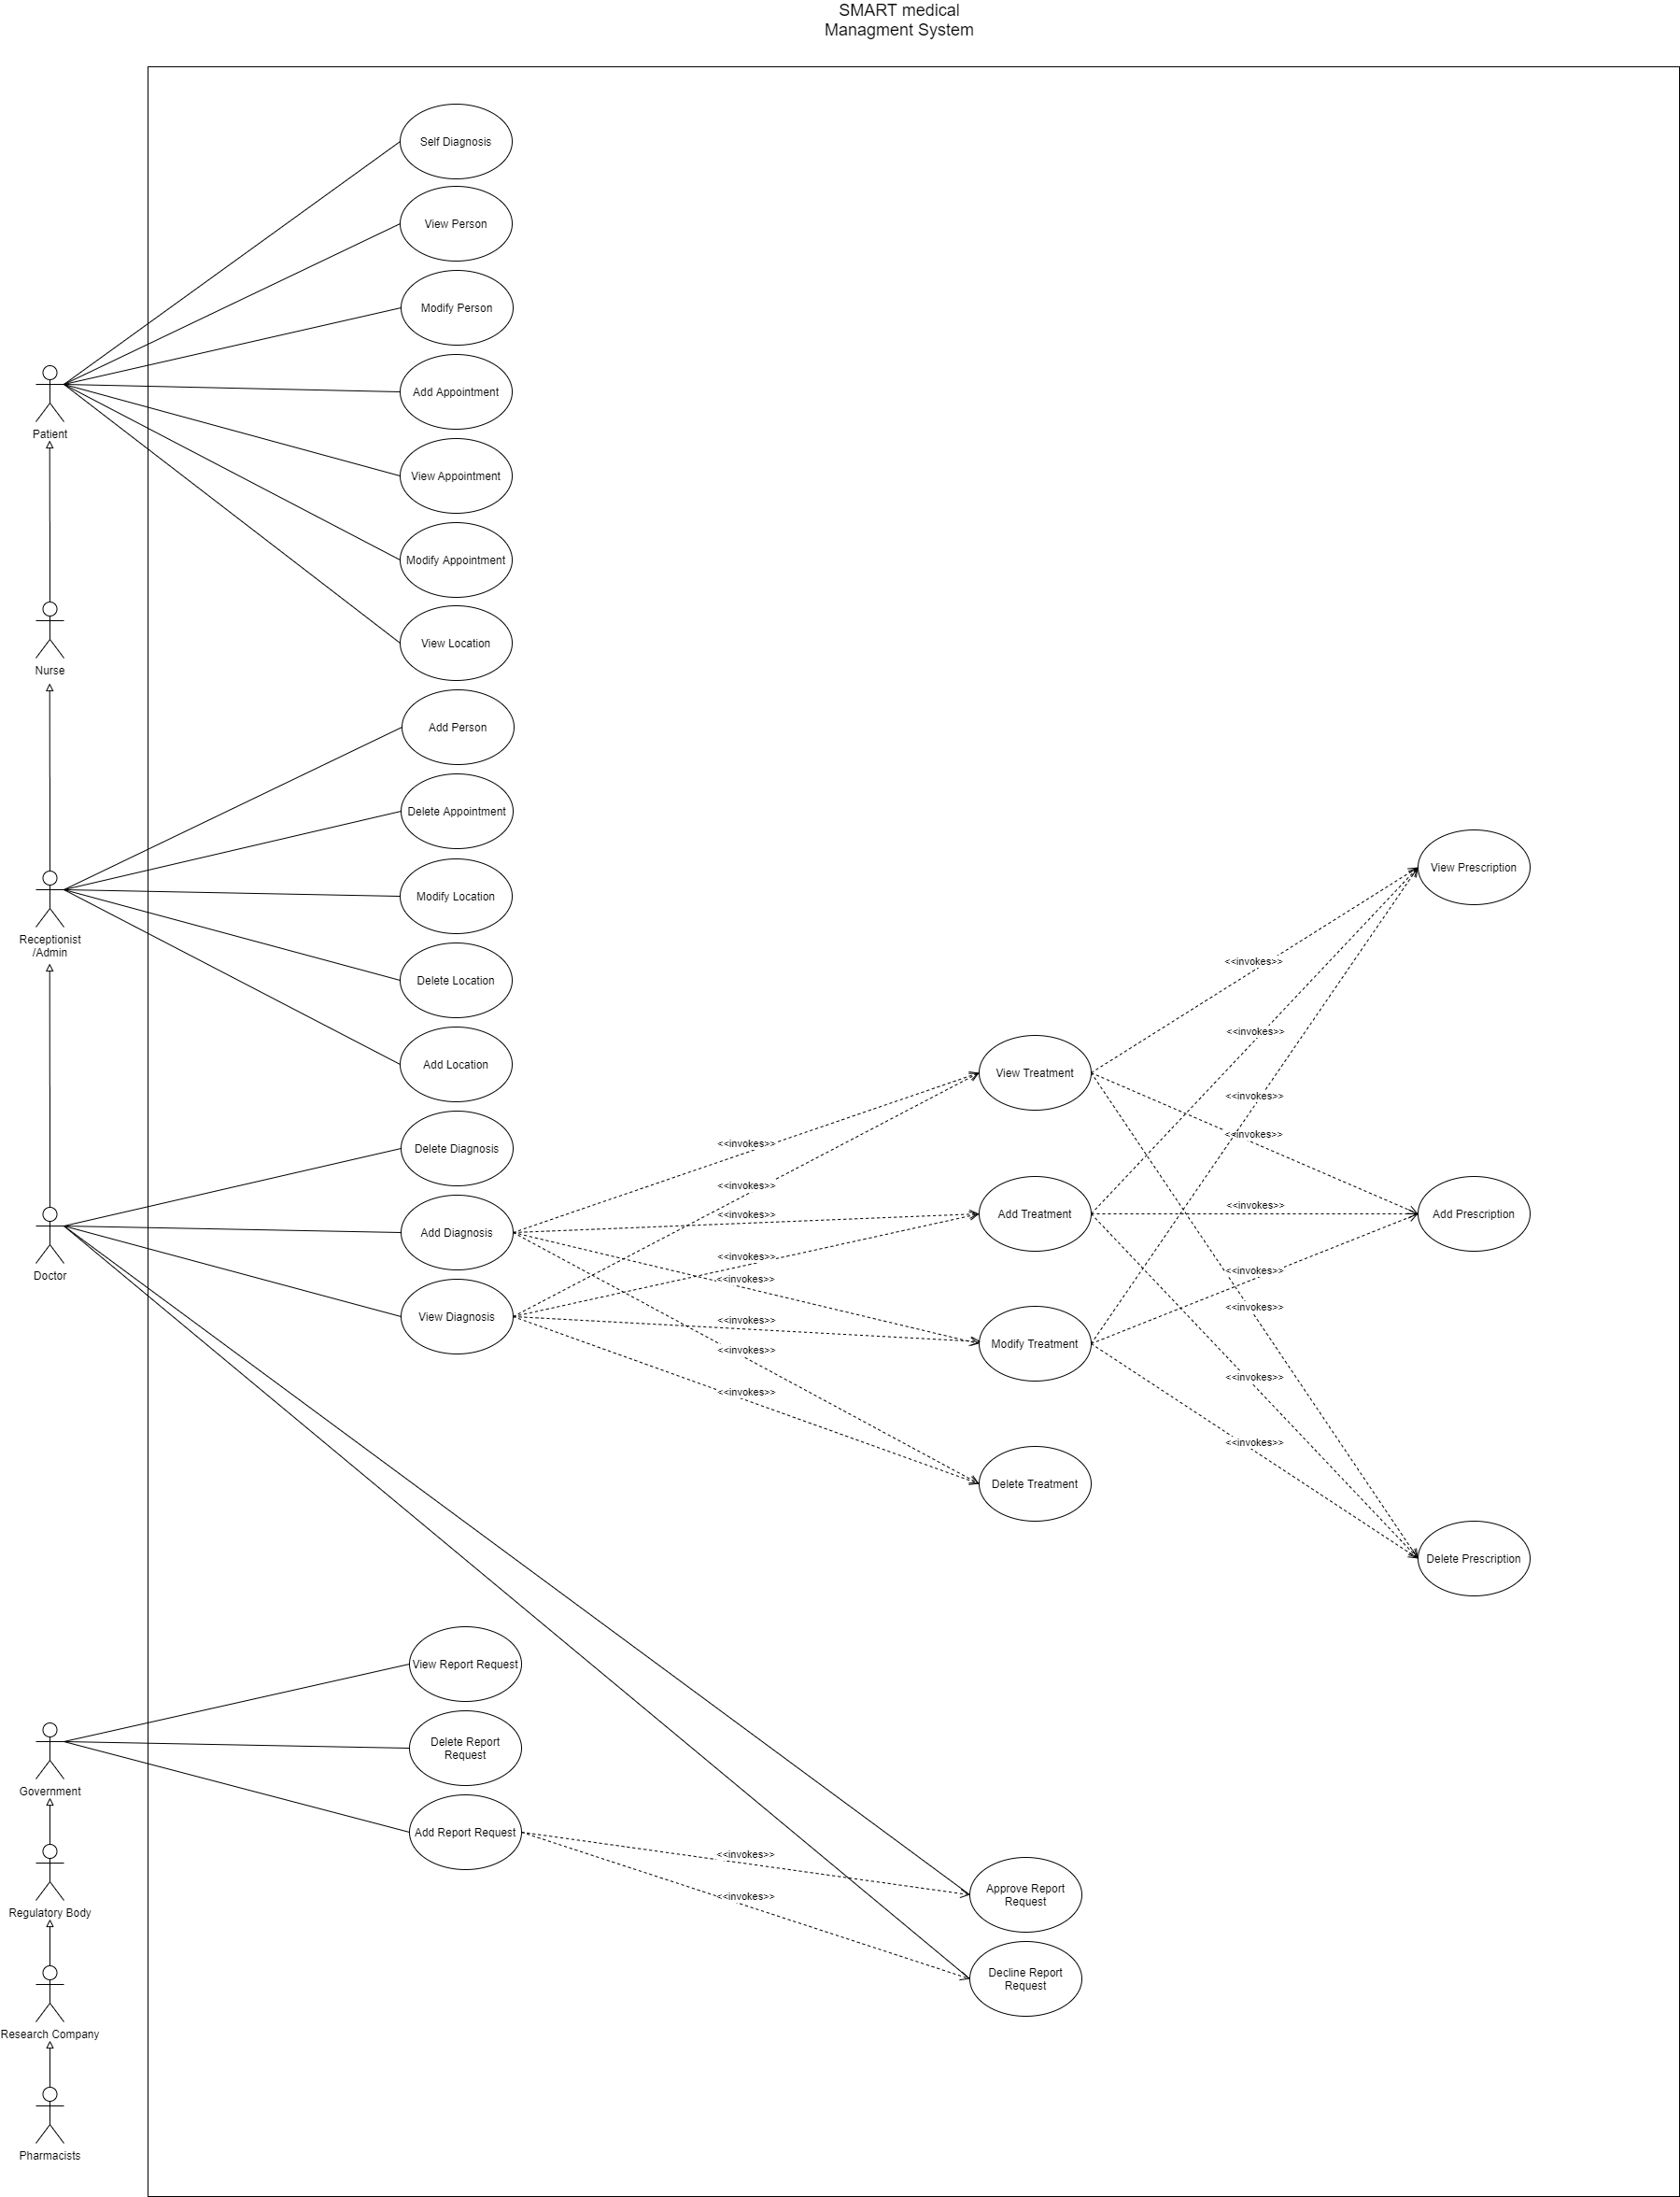 SMART medical
Managment System
Self Diagnosis
View Person
Modify Person
Add Appointment
View Appointment
Modify Appointment
View Location
Patient
Nurse
Add Person
Delete Appointment
Modify Location
Delete Location
Add Location
Receptionist
/Admin
Delete Diagnosis
Add Diagnosis
View Diagnosis
Doctor
<<invokes>>
<<invokes>>
<<invokes>>
<<invokes>>
<<invokes>>
<<invokes>>
<<invokes>>
<<invokes>>
View Treatment
Add Treatment
Modify Treatment
Delete Treatment
<<invokes>>
<<invokes>>
<<invokes>>
<<invokes>>
<<invokes>>
<<invokes>>
<<invokes>>
<<invokes>>
<<invokes>>
View Prescription
Add Prescription
Delete Prescription
View Report Request
Delete Report
Request
Add Report Request
Government
Regulatory Body
Research Company
Pharmacists
<<invokes>>
<<invokes>>
Approve Report
Request
Decline Report
Request